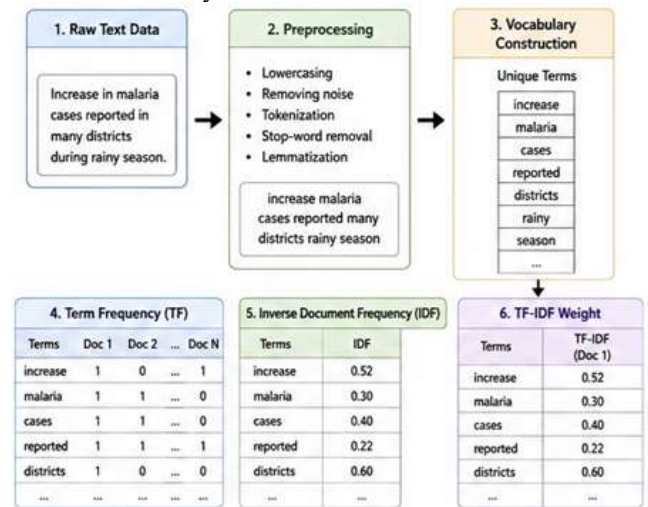 1. Raw Text Data
Increase in malaria
cases reported in
many districts
during rainy season.
2. Preprocessing
• Lowercasing
• Removing noise
• Tokenization
• Stop-word removal
• Lemmatization
increase malaria
cases reported many
districts rainy season
3. Vocabulary
Construction
Unique Terms
increase
malaria
cases
reported
districts
rainy
season
...
4. Term Frequency (TF)
Terms Doc 1 Doc 2 ... Doc N
increase 1 0 ... 1
malaria 1 1 ... 0
cases 1 1 ... 0
reported 1 1 ... 1
districts 1 0 ... 0
... ... ... ... ...
5. Inverse Document Frequency (IDF)
Terms IDF
increase 0.52
malaria 0.30
cases 0.40
reported 0.22
districts 0.60
... ...
6. TF-IDF Weight
Terms TF-IDF
(Doc 1)
increase 0.52
malaria 0.30
cases 0.40
reported 0.22
districts 0.60
... ...